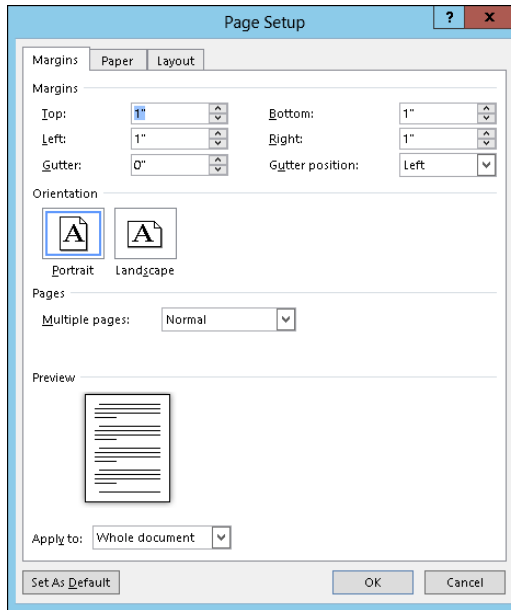 Page Setup ? x
Margins Paper Layout
Margins
Top: 1" Bottom: 1"
Left: 1" Right: 1"
Gutter: 0" Gutter position: Left
Orientation
A A
Portrait Landscape
Pages
Multiple pages: Normal
Preview
Apply to: Whole document
Set As Default OK Cancel